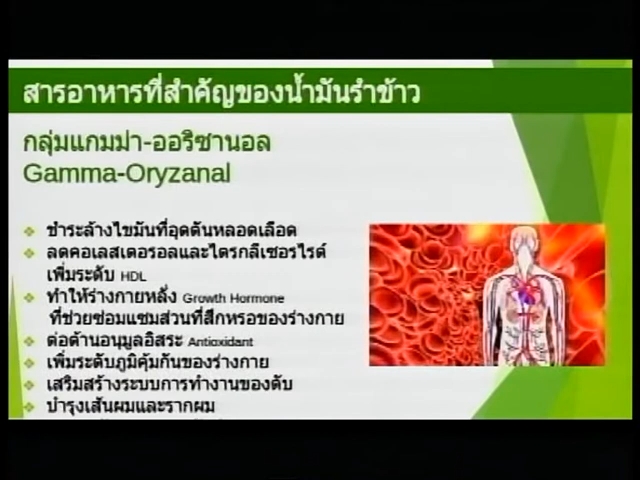 สารอาหารที่สำคัญของน้ำมันรำข้าว
กลุ่มแกมม่า-ออริซานอล
Gamma-Oryzanal
ชำระล้างไขมันที่อุดตันหลอดเลือด
ลดคอเลสเตอรอลและไตรกลีเซอไรด์
เพิ่มระดับ HDL
ทำให้ร่างกายหลั่ง Growth Hormone
ที่ช่วยซ่อมแซมส่วนที่สึกหรอของร่างกาย
ต่อต้านอนุมูลอิสระ Antioxidant
เพิ่มระดับภูมิคุ้มกันของร่างกาย
เสริมสร้างระบบการทำงานของตับ
บำรุงเส้นผมและรากผม